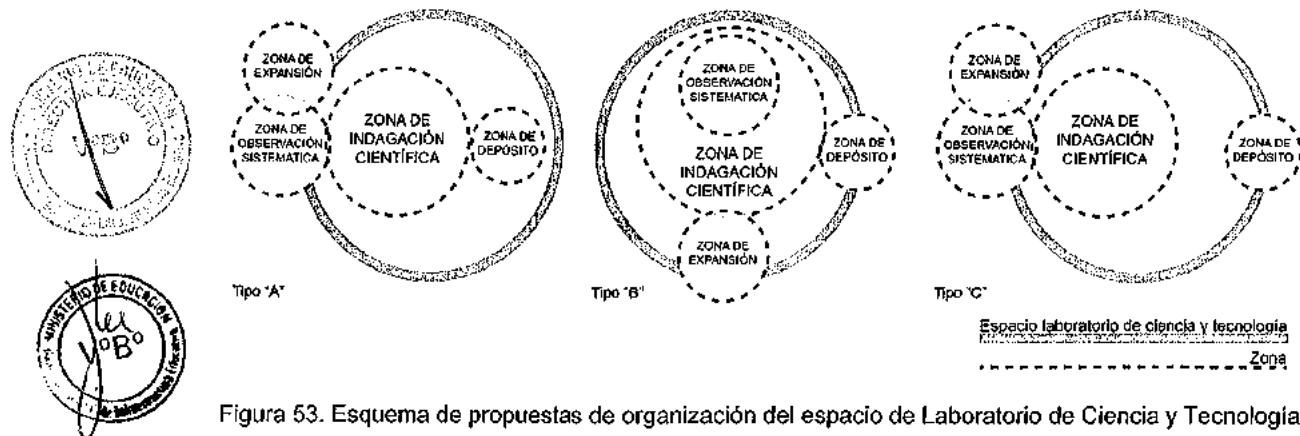 ZONA DE
EXPANSIÓN
ZONA DE
OBSERVACIÓN
SISTEMATICA
ZONA DE
INDAGACIÓN
CIENTÍFICA
ZONA DE
DEPÓSITO
Tipo "A"
ZONA DE
OBSERVACIÓN
SISTEMATICA
ZONA DE
INDAGACIÓN
CIENTÍFICA
ZONA DE
DEPÓSITO
ZONA DE
EXPANSIÓN
Tipo "B"
ZONA DE
EXPANSIÓN
ZONA DE
OBSERVACIÓN
SISTEMATICA
ZONA DE
INDAGACIÓN
CIENTÍFICA
ZONA DE
DEPÓSITO
Tipo "C"
Espacio laboratorio de ciencia y tecnología
Zona
VºBº
MINISTERIO DE EDUCACIÓN
VºBº
Figura 53. Esquema de propuestas de organización del espacio de Laboratorio de Ciencia y Tecnología